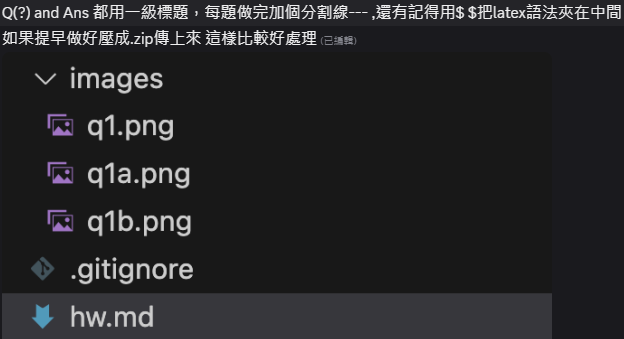 Q(?) and Ans 都用一級標題，每題做完加個分割線--- ,還有記得用$ $把latex語法夾在中間
如果提早做好壓成.zip傳上來 這樣比較好處理 (已編輯)
images
q1.png
q1a.png
q1b.png
.gitignore
hw.md